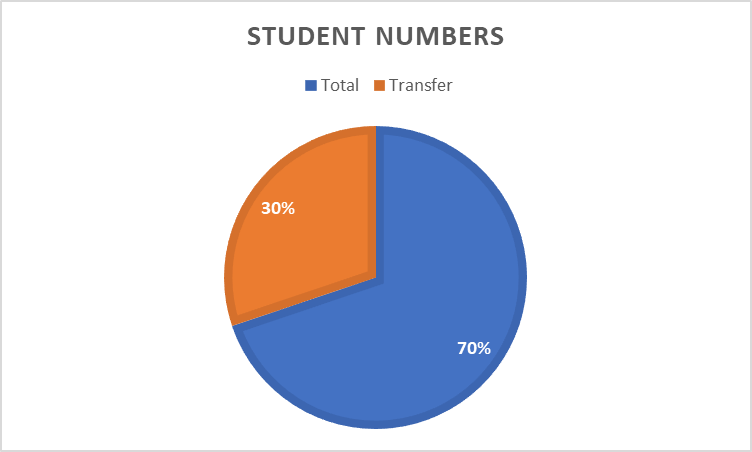 STUDENT NUMBERS
Total Transfer
30%
70%